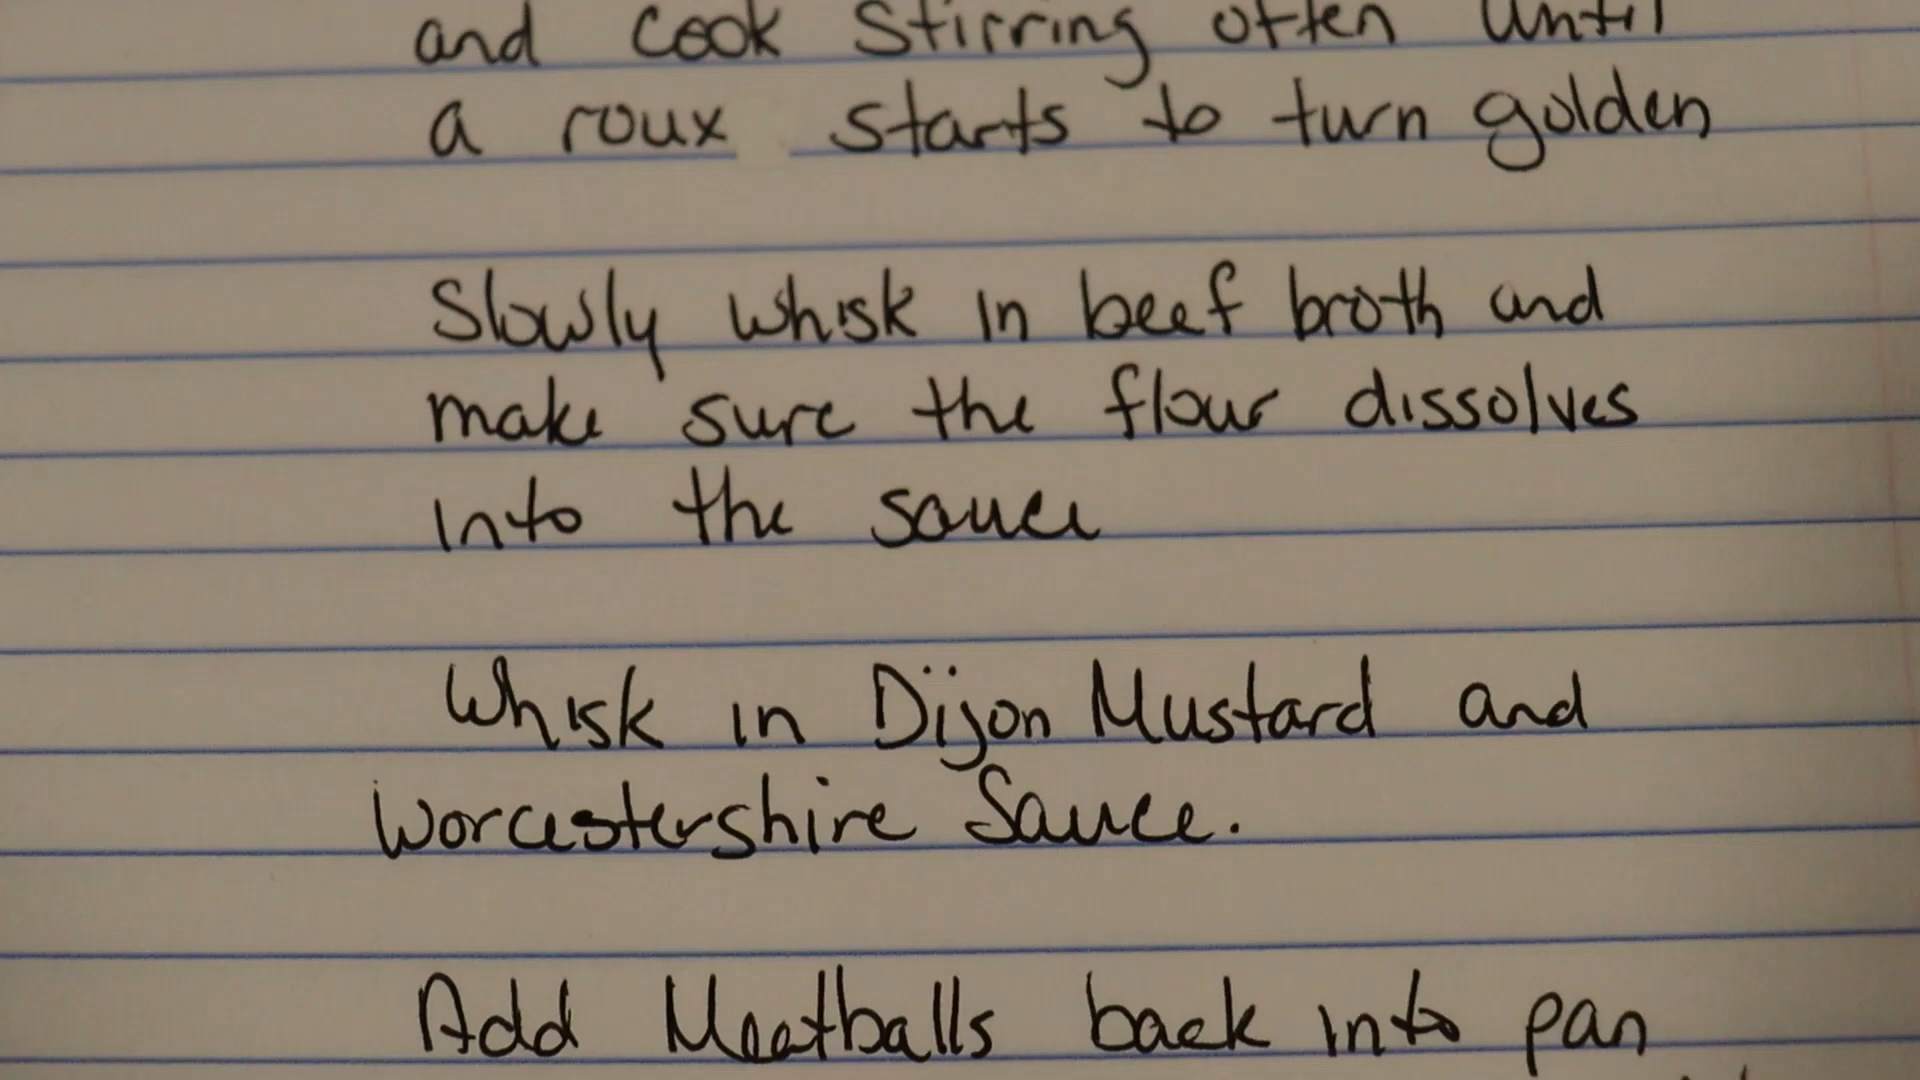 and cook stirring often until
a roux starts to turn golden
Slowly whisk in beef broth and
make sure the flour dissolves
into the sauce
Whisk in Dijon Mustard and
Worcestershire Sauce.
Add Meatballs back into pan